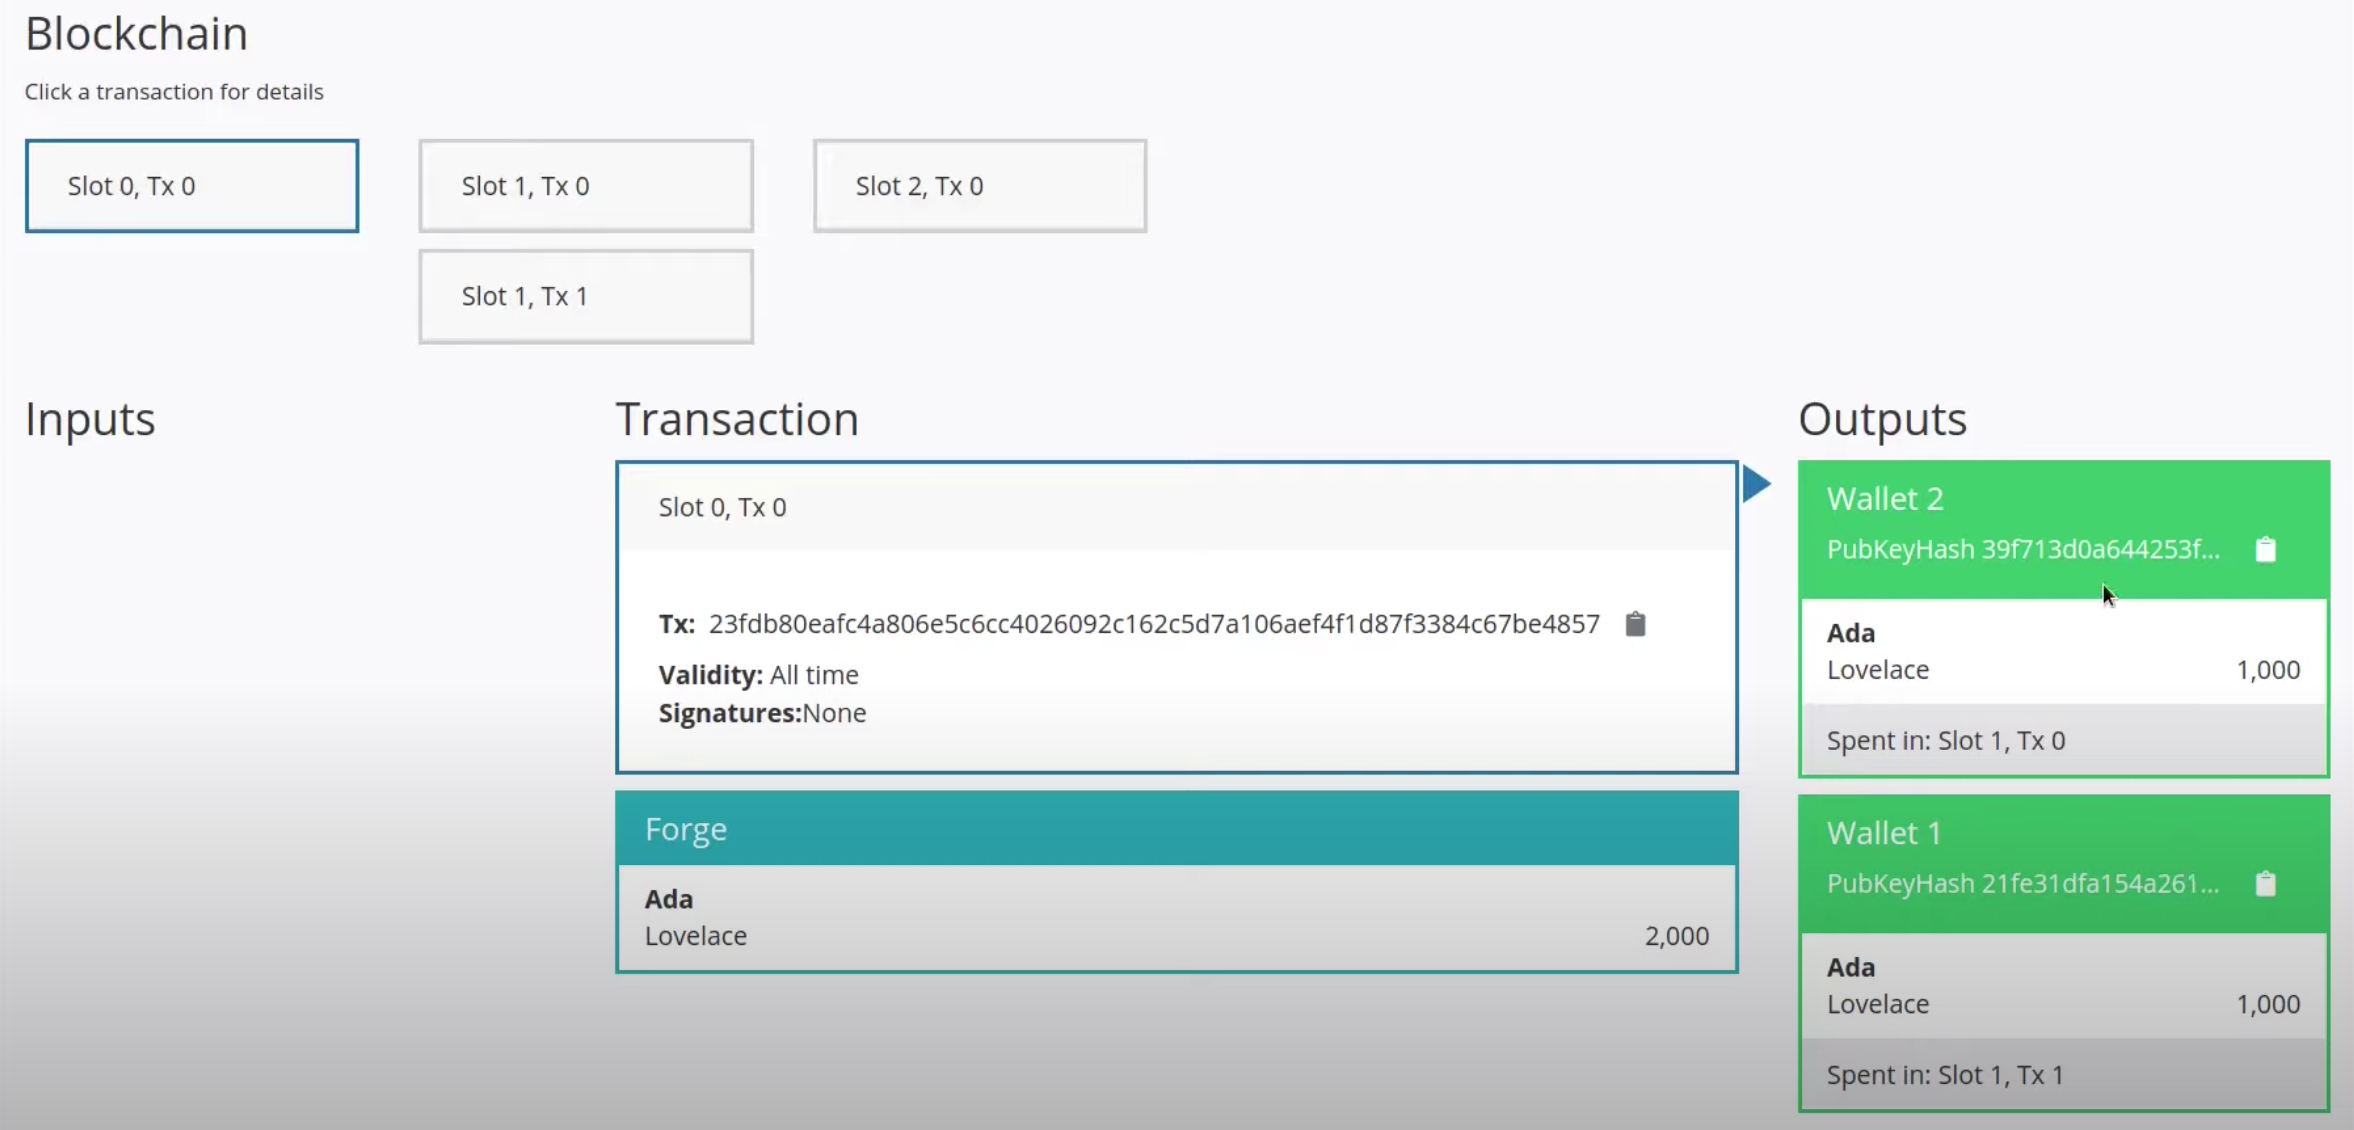 Blockchain
Click a transaction for details
Slot 0, Tx 0
Slot 1, Tx 0
Slot 2, Tx 0
Slot 1, Tx 1
Inputs
Transaction
Slot 0, Tx 0
Tx: 23fdb80eafc4a806e5c6cc4026092c162c5d7a106aef4f1d87f3384c67be4857
Validity: All time
Signatures:None
Forge
Ada
Lovelace 2,000
Outputs
Wallet 2
PubKeyHash 39f713d0a644253f...
Ada
Lovelace 1,000
Spent in: Slot 1, Tx 0
Wallet 1
PubKeyHash 21fe31dfa154a261...
Ada
Lovelace 1,000
Spent in: Slot 1, Tx 1